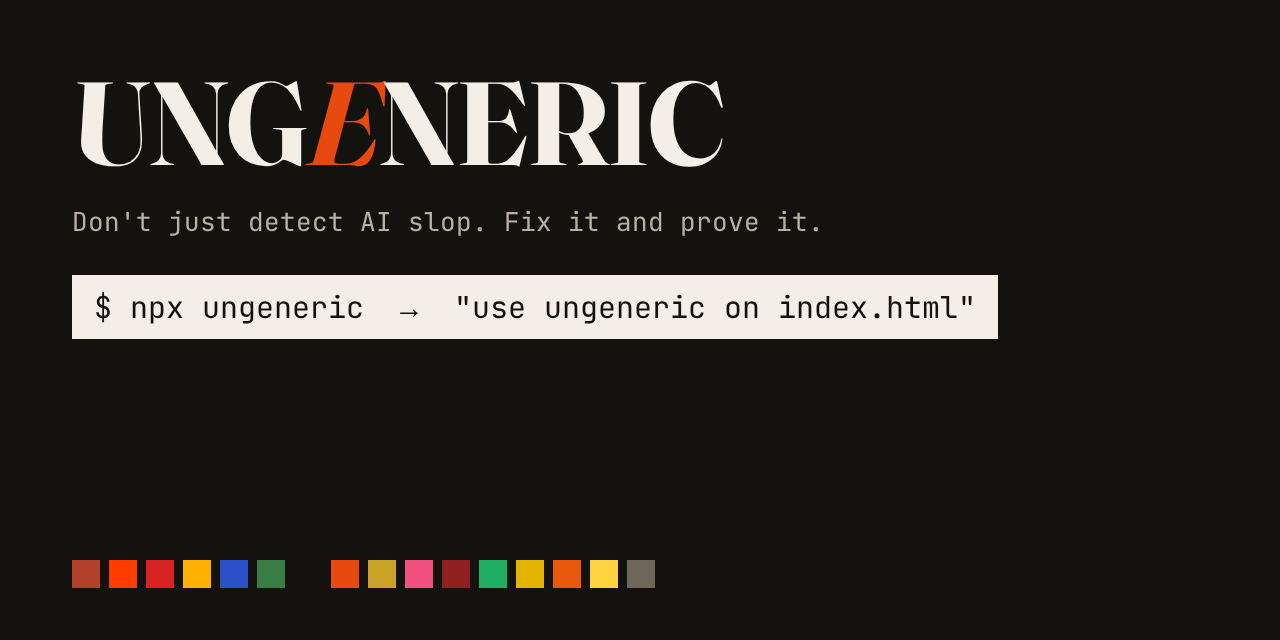 UNGENERIC
Don't just detect AI slop. Fix it and prove it.
$ npx ungeneric → "use ungeneric on index.html"